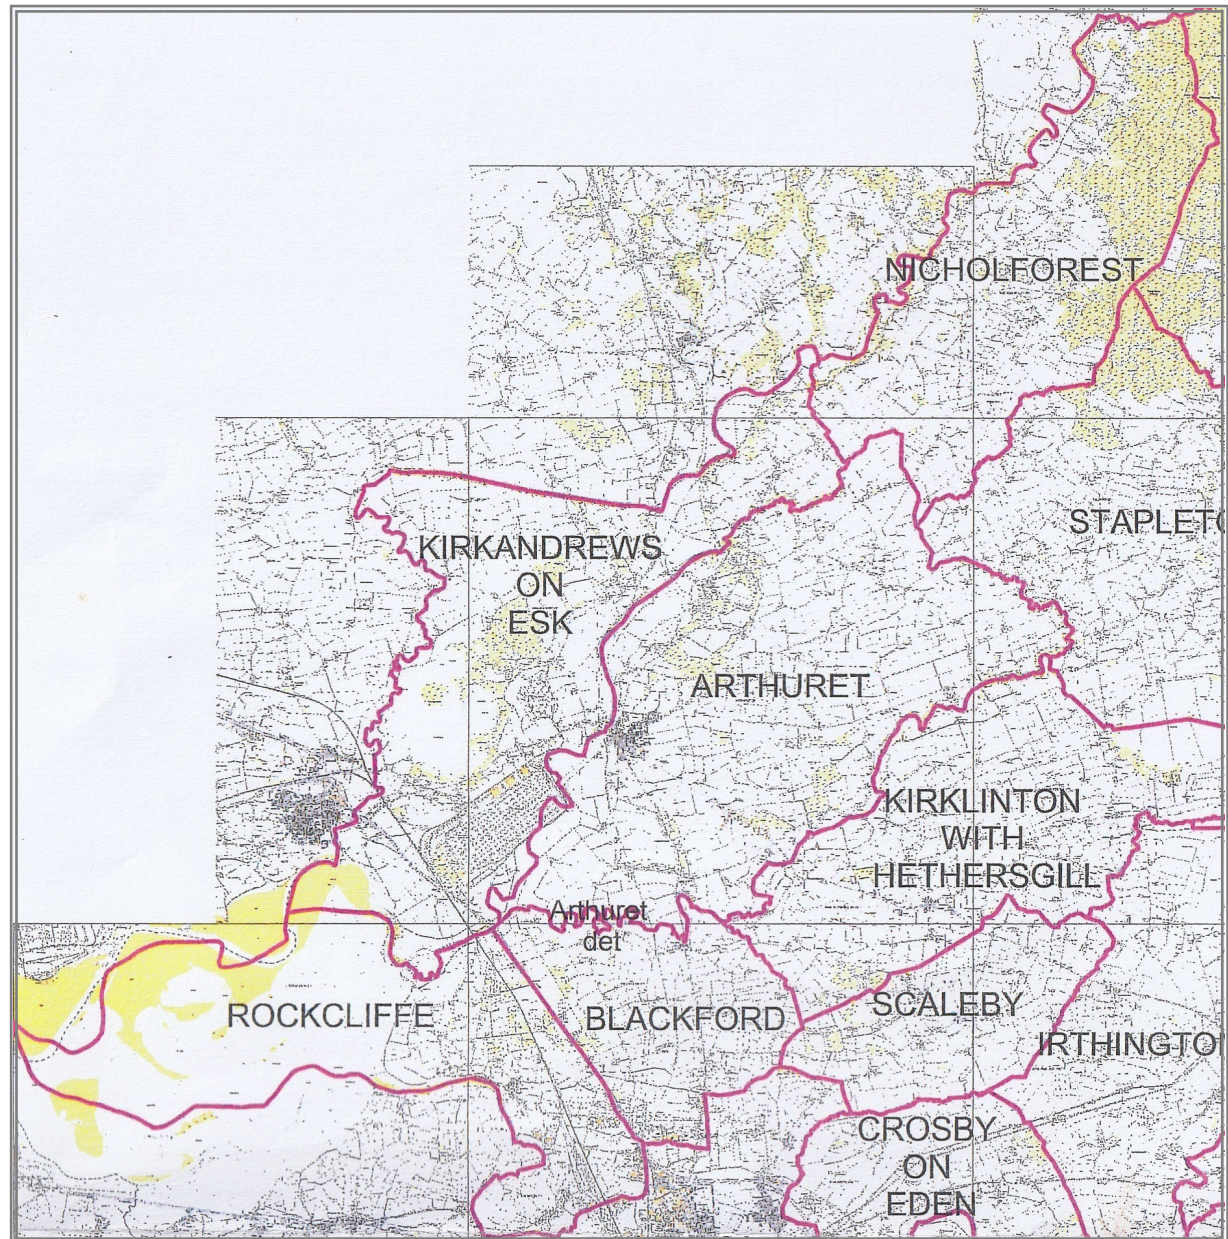 NICHOLFOREST
STAPLETO
KIRKANDREWS
ON
ESK
ARTHURET
KIRKLINTON
WITH
HETHERSGILL
Arthuret
det
ROCKCLIFFE
BLACKFORD
SCALEBY
IRTHINGTO
CROSBY
ON
EDEN